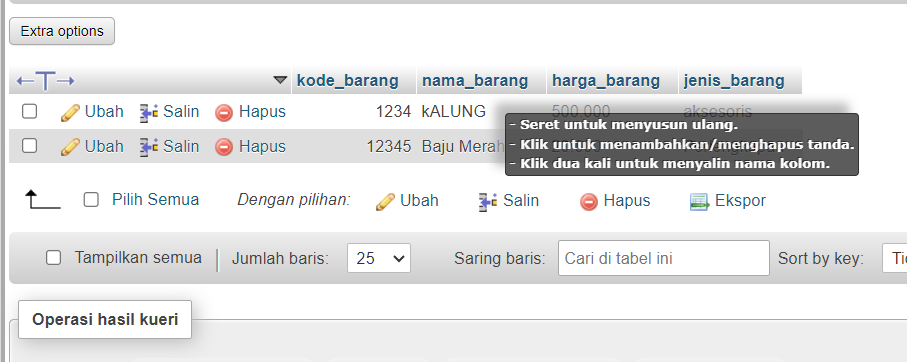 Extra options
kode_barang nama_barang harga_barang jenis_barang
Ubah Salin Hapus 1234 kALUNG 500.000 aksesoris
Ubah Salin Hapus 12345 Baju Merah
- Seret untuk menyusun ulang.
- Klik untuk menambahkan/menghapus tanda.
- Klik dua kali untuk menyalin nama kolom.
Pilih Semua Dengan pilihan: Ubah Salin Hapus Ekspor
Tampilkan semua Jumlah baris: 25 Saring baris: Cari di tabel ini Sort by key:
Operasi hasil kueri